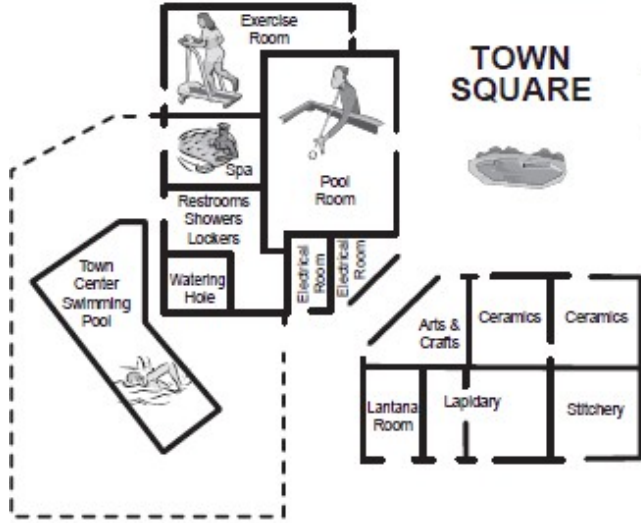 Exercise
Room
TOWN
SQUARE
Spa
Pool
Room
Restrooms
Showers
Lockers
Electrical
Room
Electrical
Room
Watering
Hole
Town
Center
Swimming
Pool
Arts &
Crafts
Ceramics
Ceramics
Lantana
Room
Lapidary
Stitchery